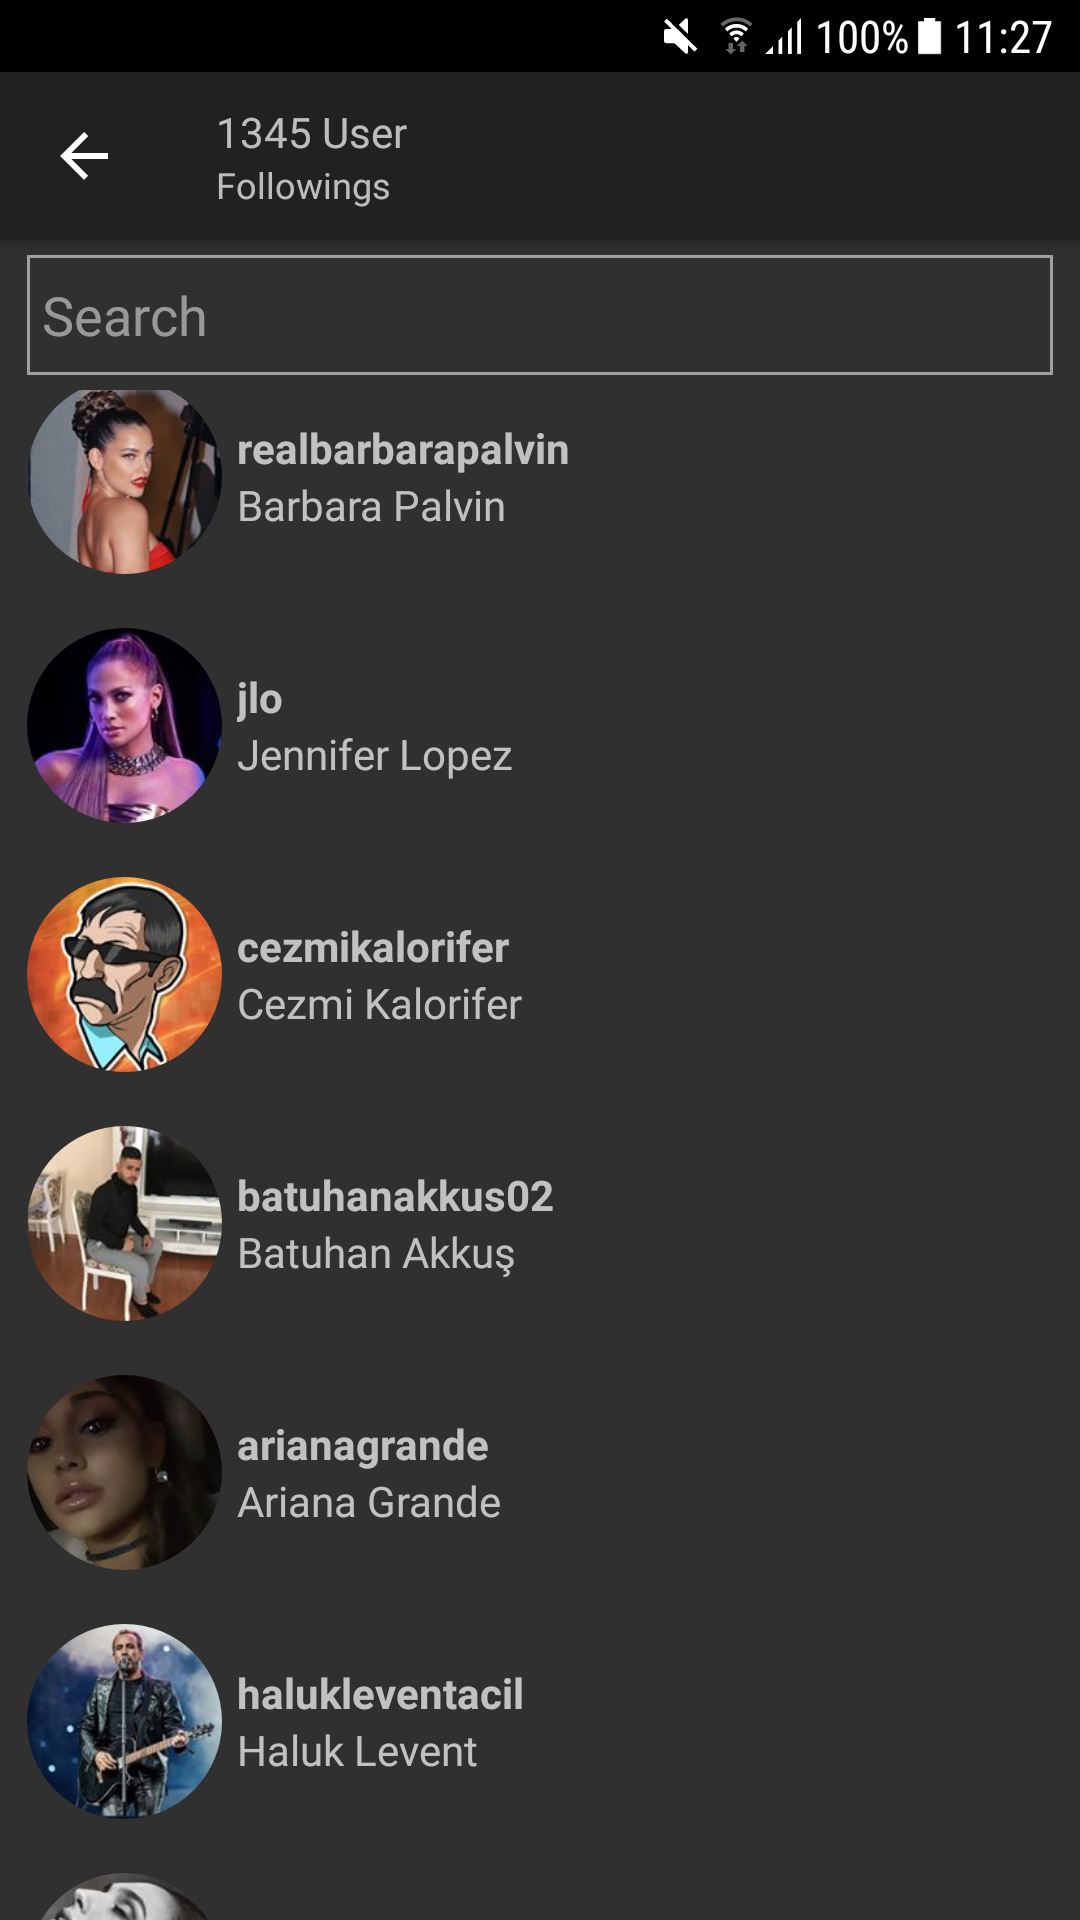 100% 11:27
1345 User
Followings
Search
realbarbarapalvin
Barbara Palvin
jlo
Jennifer Lopez
cezmikalorifer
Cezmi Kalorifer
batuhanakkus02
Batuhan Akkuş
arianagrande
Ariana Grande
halukleventacil
Haluk Levent